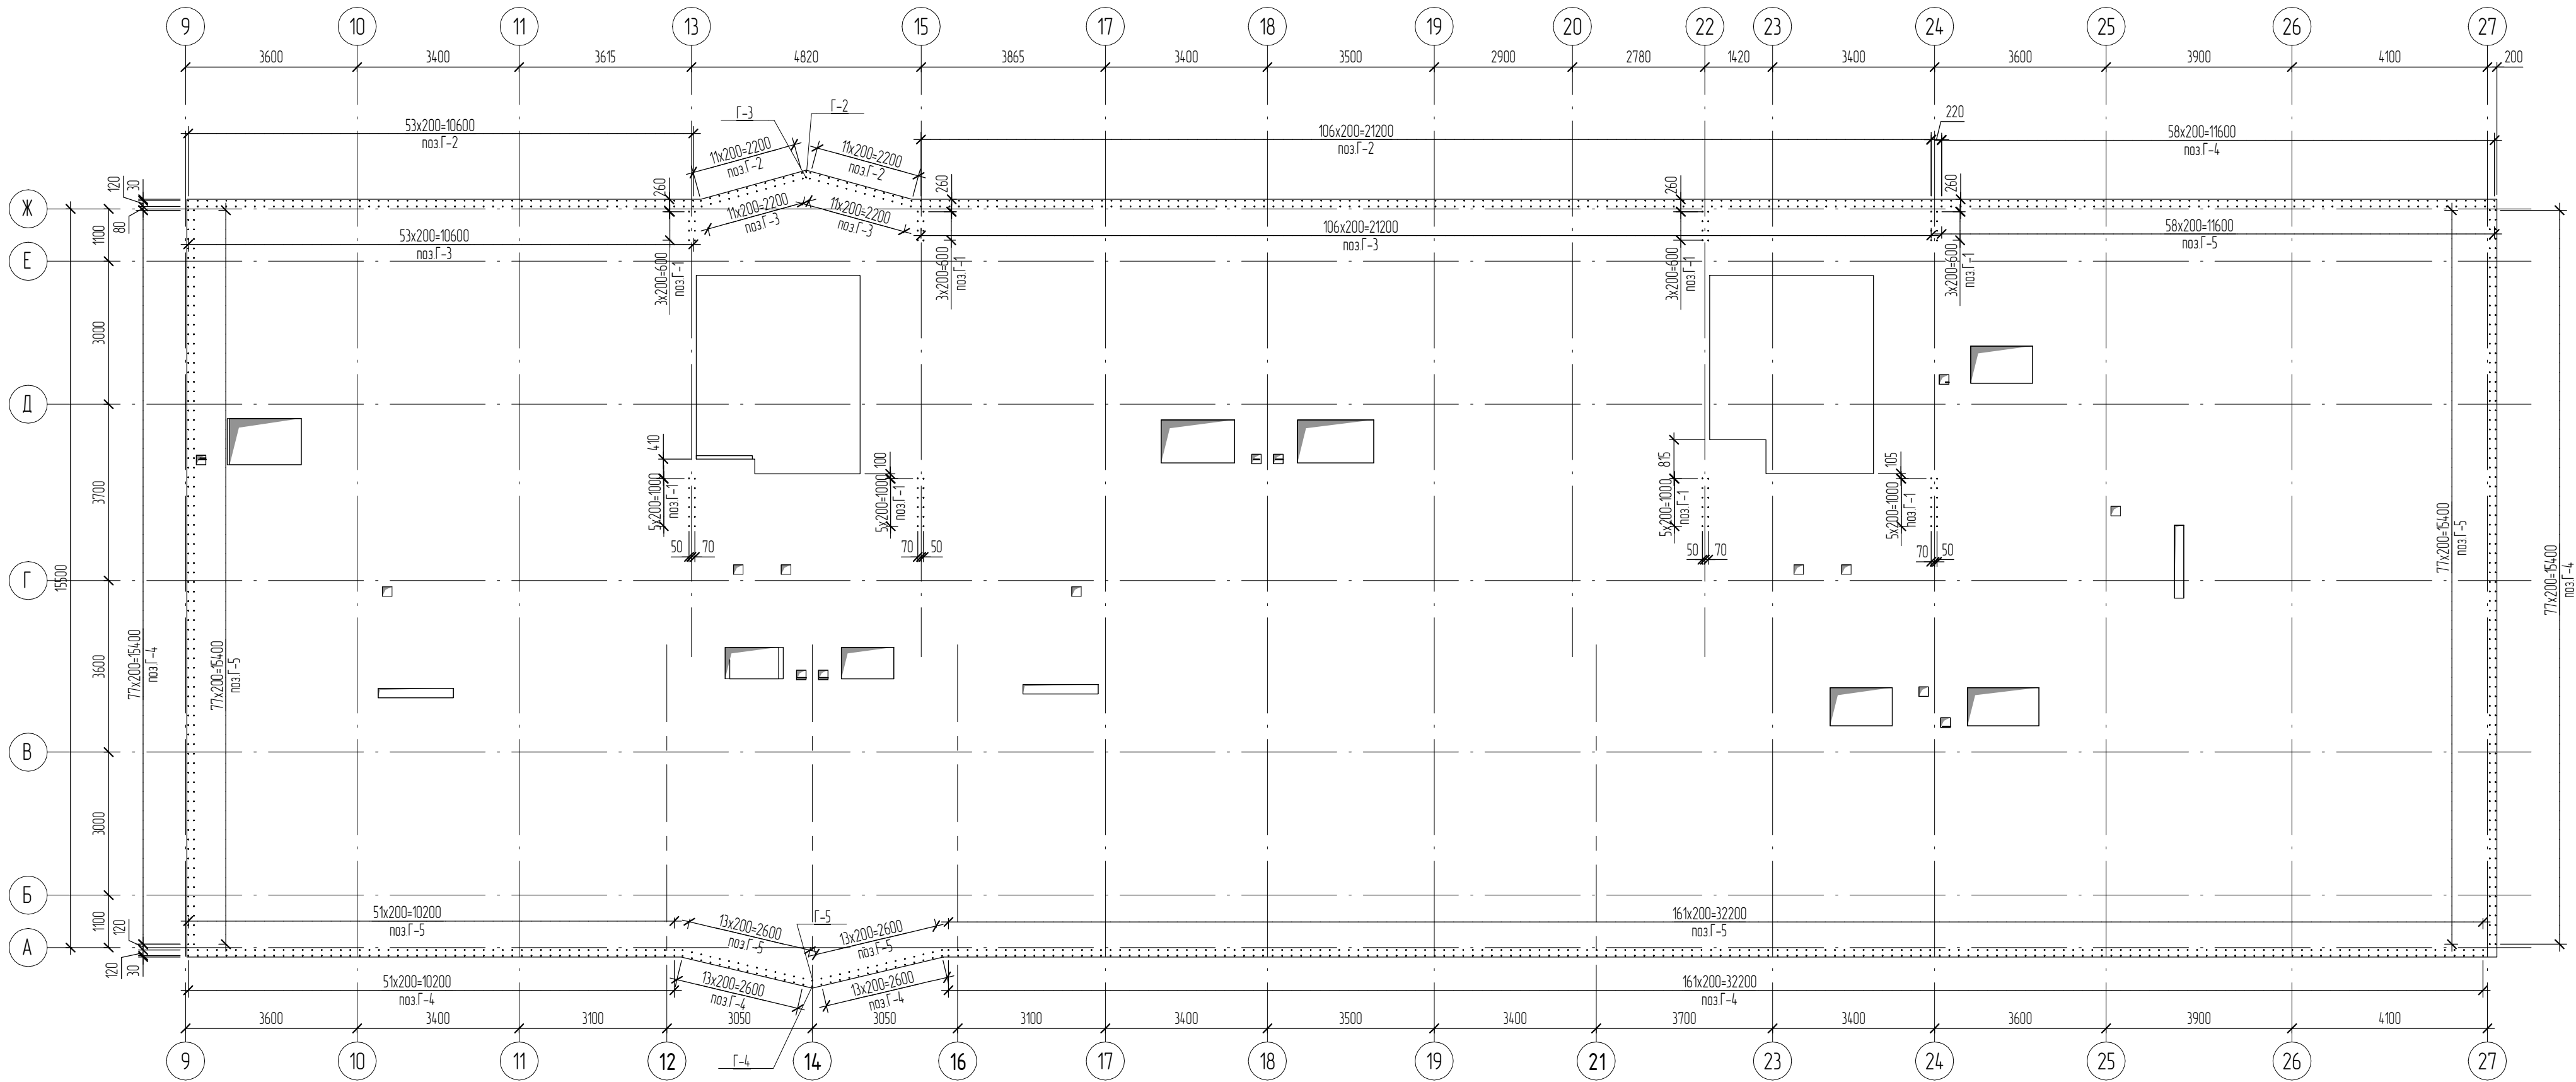 9 10 11 13 15 17 18 19 20 22 23 24 25 26 27
3600 3400 3615 4820 3865 3400 3500 2900 2780 1420 3400 3600 3900 4100 200
Г-3 Г-2
220
53х200=10600
поз.Г-2
11х200=2200
поз.Г-2
11х200=2200
поз.Г-2
106х200=21200
поз.Г-2
58х200=11600
поз.Г-4
120
30
80
260
260
260
260
Ж
11х200=2200
поз.Г-3
11х200=2200
поз.Г-3
53х200=10600
поз.Г-3
106х200=21200
поз.Г-3
58х200=11600
поз.Г-5
1100
Е
3х200=600
поз.Г-1
3х200=600
поз.Г-1
3х200=600
поз.Г-1
3х200=600
поз.Г-1
3000
Д
410
100
815
105
3700
5х200=1000
поз.Г-1
5х200=1000
поз.Г-1
5х200=1000
поз.Г-1
5х200=1000
поз.Г-1
50 70 70 50 50 70 70 50
Г
15500
77х200=15400
поз.Г-4
77х200=15400
поз.Г-5
77х200=15400
поз.Г-5
77х200=15400
поз.Г-4
3600
В
3000
Б
1100
120
51х200=10200
поз.Г-5
13х200=2600
поз.Г-5
Г-5
13х200=2600
поз.Г-5
161х200=32200
поз.Г-5
А
120
30
51х200=10200
поз.Г-4
13х200=2600
поз.Г-4
13х200=2600
поз.Г-4
161х200=32200
поз.Г-4
3600 3400 3100 3050 3050 3100 3400 3500 3400 3700 3400 3600 3900 4100
Г-4
9 10 11 12 14 16 17 18 19 21 23 24 25 26 27